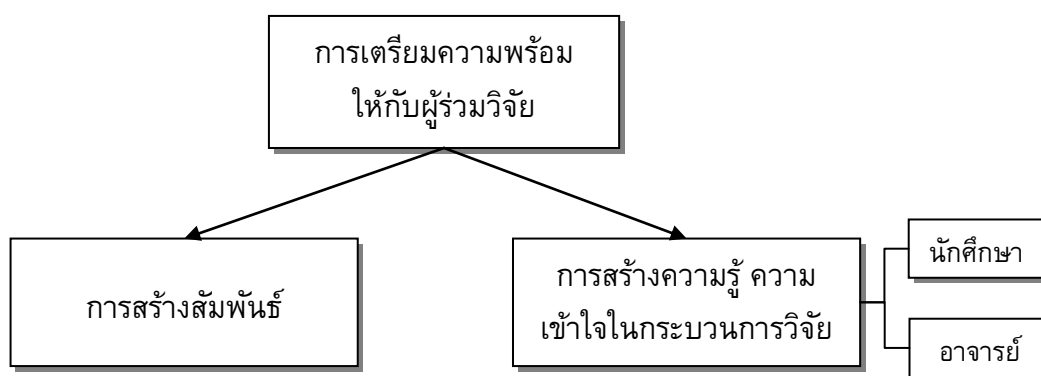 การเตรียมความพร้อม
ให้กับผู้ร่วมวิจัย
การสร้างสัมพันธ์
การสร้างความรู้ ความ
เข้าใจในกระบวนการวิจัย
นักศึกษา
อาจารย์